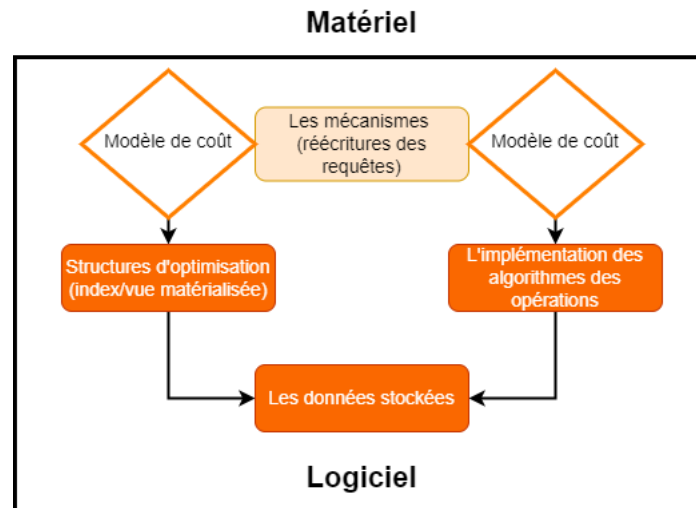 Matériel
Modèle de coût
Les mécanismes
(réécritures des
requêtes)
Modèle de coût
Structures d'optimisation
(index/vue matérialisée)
L'implémentation des
algorithmes des
opérations
Les données stockées
Logiciel